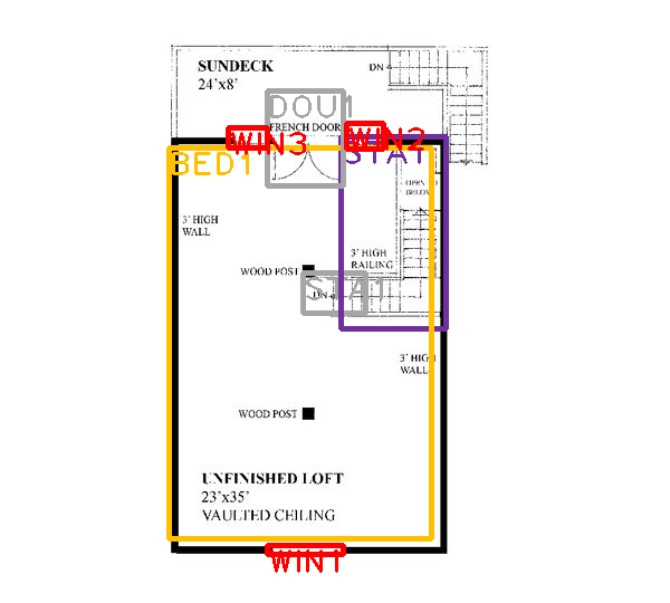 SUNDECK
24'x8'
DN
DOU1
FRENCH DOOR
WIN3
WIN2
BED1
STA1
OPEN TO
BELOW
3' HIGH
WALL
3' HIGH
RAILING
WOOD POST
STA1
DN
3' HIGH
WALL
WOOD POST
UNFINISHED LOFT
23'x35'
VAULTED CEILING
WIN1